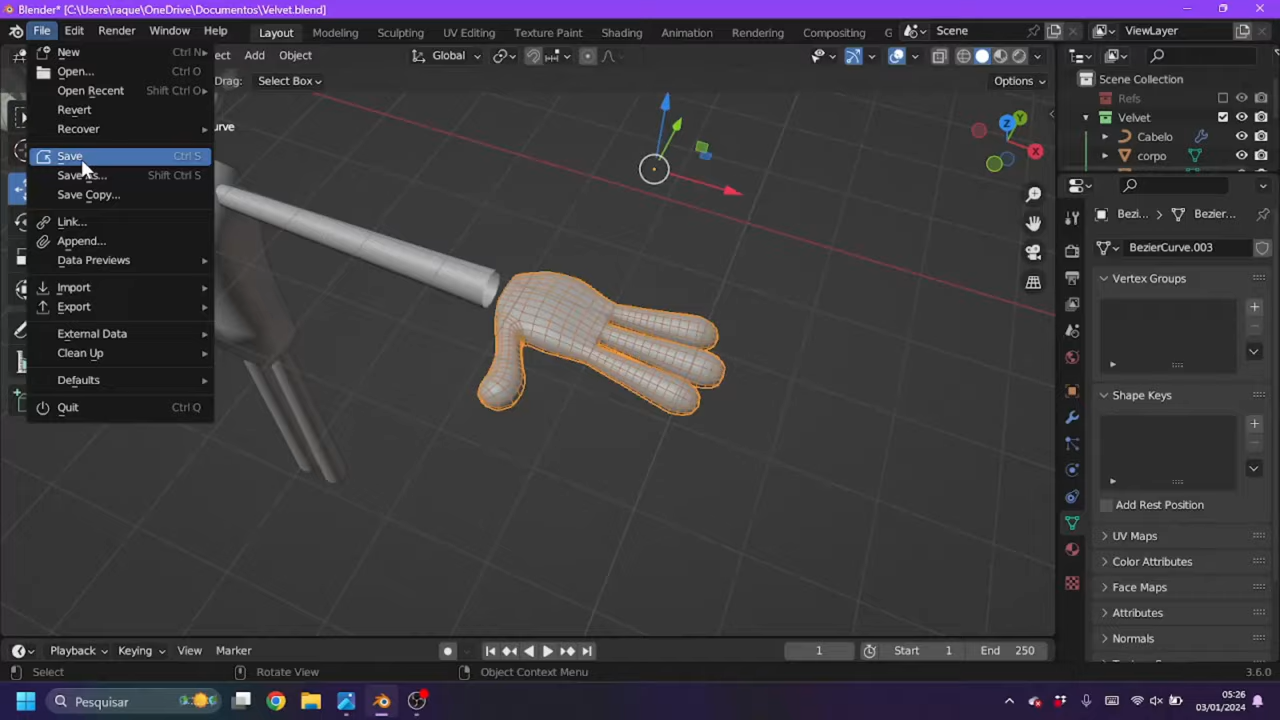 Blender* [C:\Users\raque\OneDrive\Documentos\Velvet.blend]
File Edit Render Window Help Layout Modeling Sculpting UV Editing Texture Paint Shading Animation Rendering Compositing G Scene ViewLayer
ect Add Object Global
Drag: Select Box Options
urve
New Ctrl N
Open... Ctrl O
Open Recent Shift Ctrl O
Revert
Recover
Save Ctrl S
Save As... Shift Ctrl S
Save Copy...
Link...
Append...
Data Previews
Import
Export
External Data
Clean Up
Defaults
Quit Ctrl Q
Z Y X
Scene Collection
Refs
Velvet
Cabelo
corpo
Bezi... Bezier...
BezierCurve.003
Vertex Groups
Shape Keys
Add Rest Position
UV Maps
Color Attributes
Face Maps
Attributes
Normals
Playback Keying View Marker 1 Start 1 End 250
Select Rotate View Object Context Menu 3.6.0
Pesquisar
05:26
03/01/2024